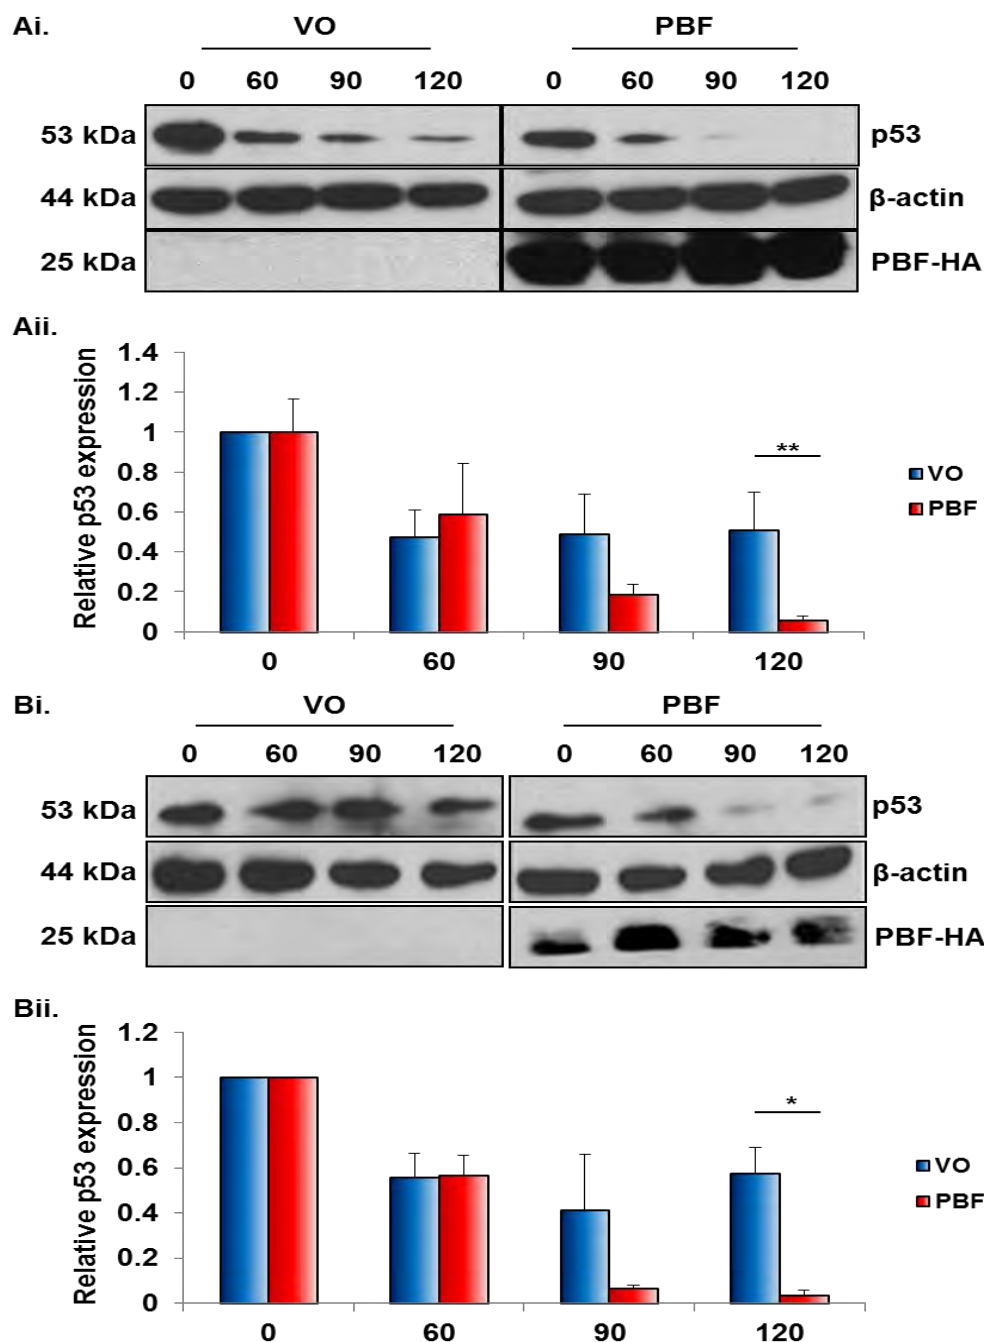 Ai.
VO PBF
0 60 90 120 0 60 90 120
53 kDa p53
44 kDa β-actin
25 kDa PBF-HA
Aii.
Relative p53 expression
1.4
1.2
1
0.8
0.6
0.4
0.2
0
**
VO
PBF
0 60 90 120
Bi.
VO PBF
0 60 90 120 0 60 90 120
53 kDa p53
44 kDa β-actin
25 kDa PBF-HA
Bii.
Relative p53 expression
1.2
1
0.8
0.6
0.4
0.2
0
*
VO
PBF
0 60 90 120